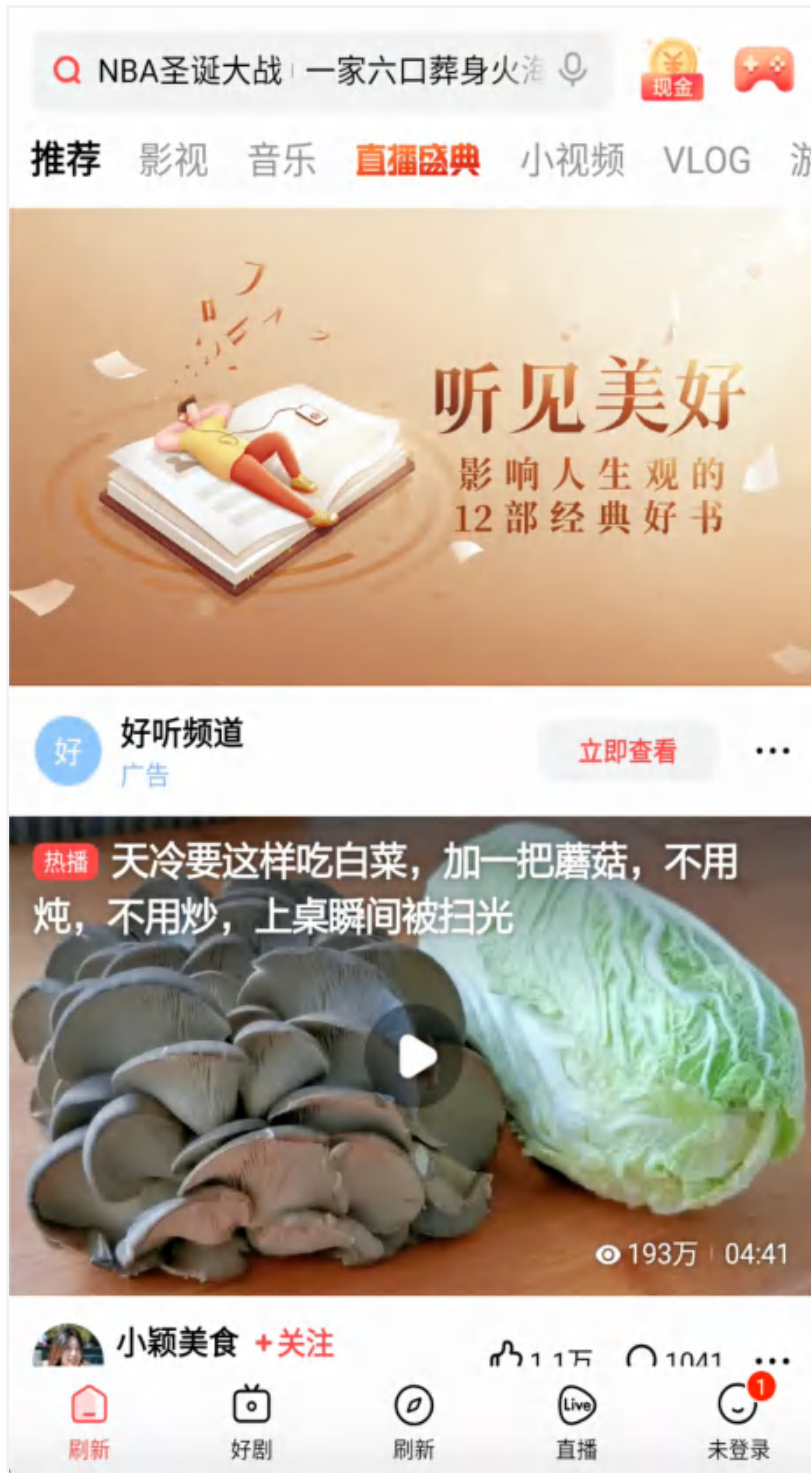 NBA圣诞大战 一家六口葬身火海
现金
推荐 影视 音乐 直播盛典 小视频 VLOG 游
听见美好
影响人生观的
12部经典好书
好 好听频道 立即查看
广告
热播 天冷要这样吃白菜，加一把蘑菇，不用
炖，不用炒，上桌瞬间被扫光
193万 04:41
小颖美食 +关注 1.1万 1041
1
Live
刷新 好剧 刷新 直播 未登录